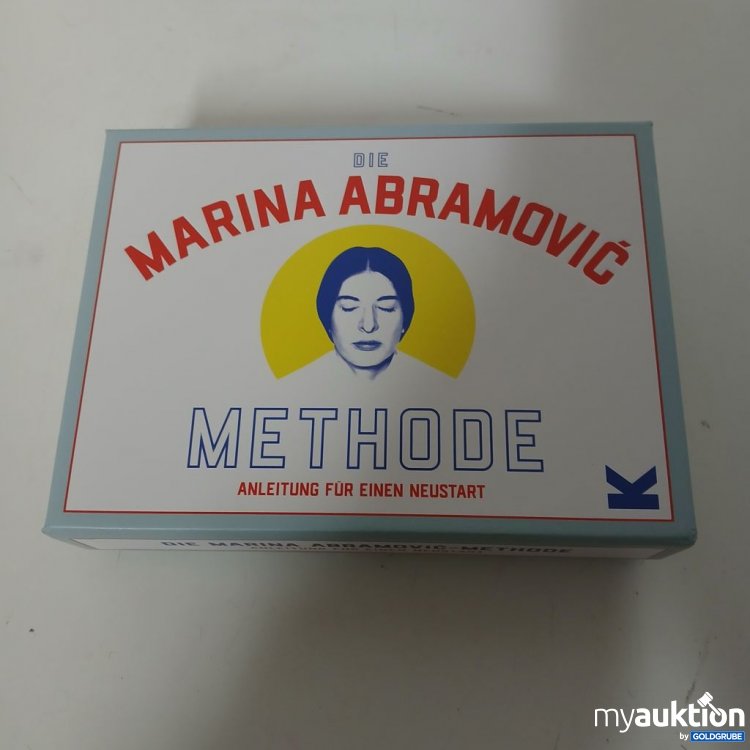 DIE
MARINA ABRAMOVIĆ
METHODE
ANLEITUNG FÜR EINEN NEUSTART
K
DIE MARINA ABRAMOVIĆ-METHODE
myauktion
by GOLDGRUBE